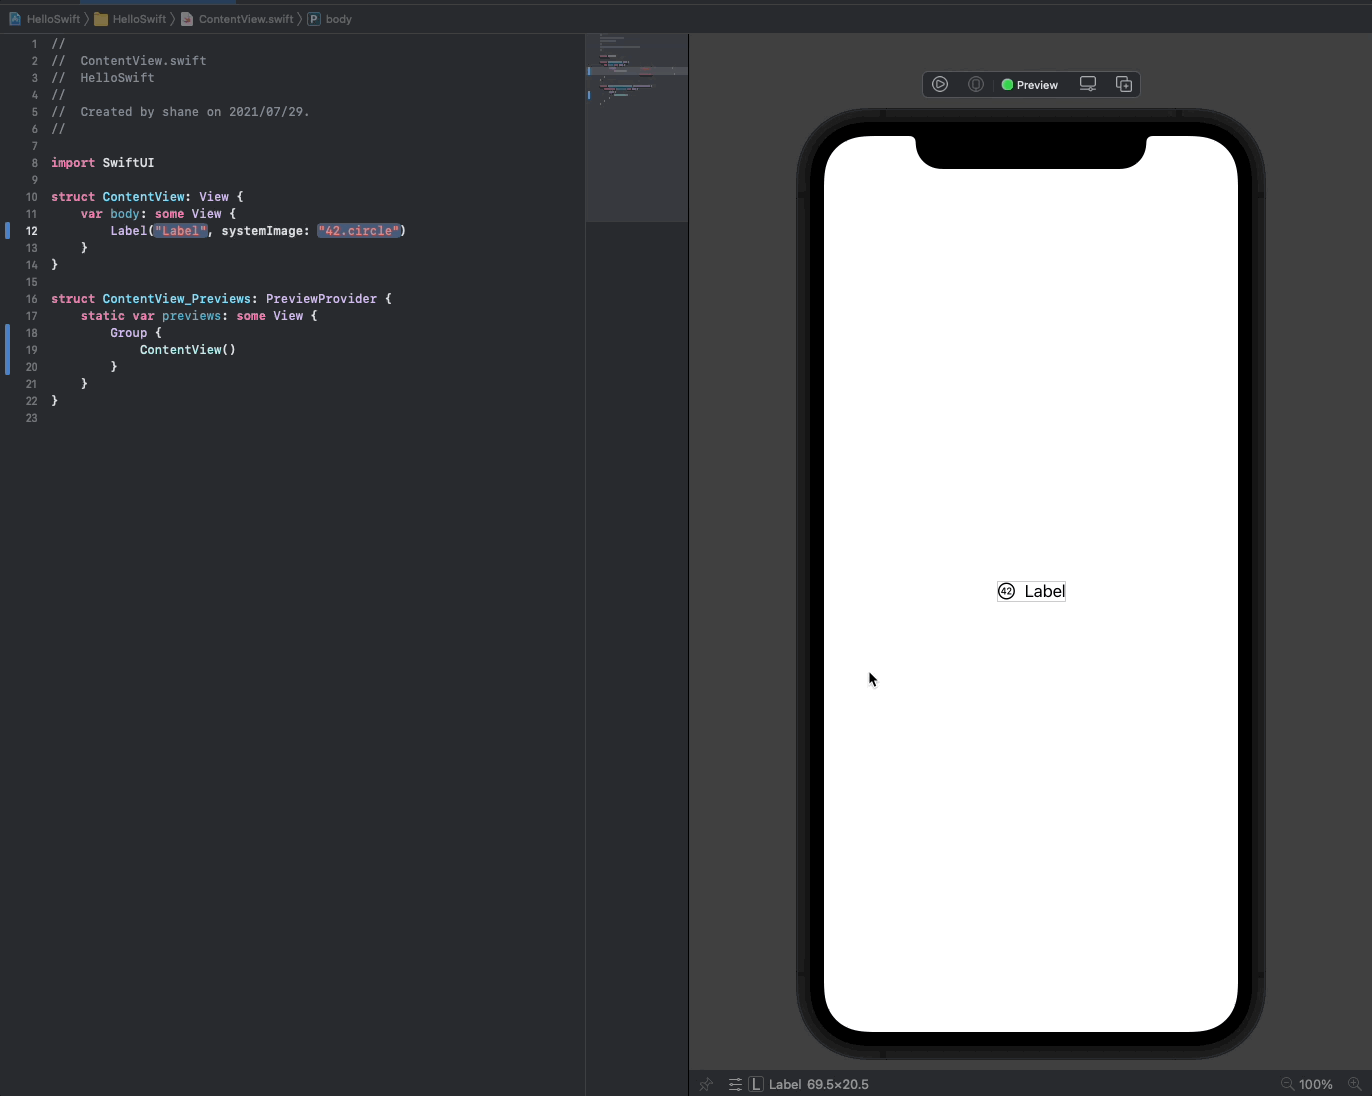 HelloSwift HelloSwift ContentView.swift P body
1 //
2 //  ContentView.swift
3 //  HelloSwift
4 //
5 //  Created by shane on 2021/07/29.
6 //
7
8 import SwiftUI
9
10 struct ContentView: View {
11     var body: some View {
12         Label("Label", systemImage: "42.circle")
13     }
14 }
15
16 struct ContentView_Previews: PreviewProvider {
17     static var previews: some View {
18         Group {
19             ContentView()
20         }
21     }
22 }
23
Preview
42 Label
L Label 69.5×20.5
100%